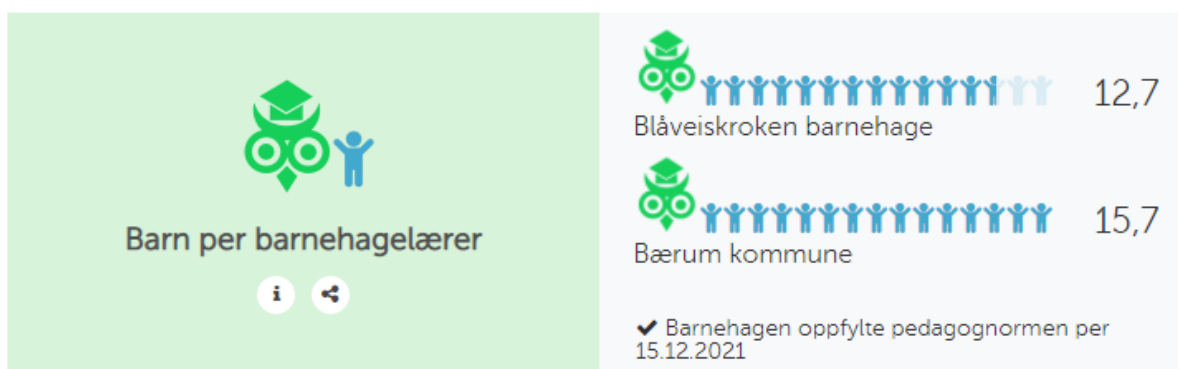 Barn per barnehagelærer
12,7
Blåveiskroken barnehage
15,7
Bærum kommune
✔ Barnehagen oppfylte pedagognormen per
15.12.2021